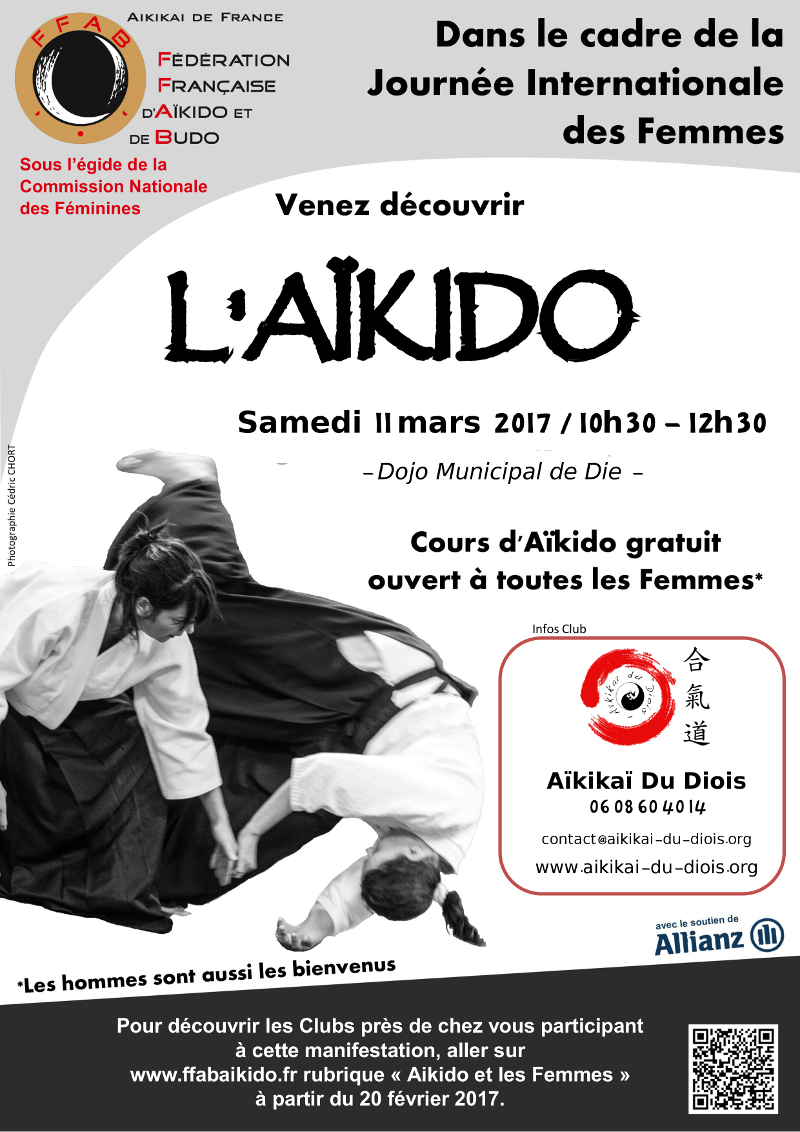 FFAB
AIKIKAI DE FRANCE
FÉDÉRATION
FRANÇAISE
D'AÏKIDO ET
DE BUDO
Sous l'égide de la
Commission Nationale
des Féminines
Dans le cadre de la
Journée Internationale
des Femmes
Venez découvrir
L'AÏKIDO
Samedi 11 mars 2017 / 10h30 – 12h30
– Dojo Municipal de Die –
Photographie Cédric CHORT
Cours d'Aïkido gratuit
ouvert à toutes les Femmes*
Infos Club
Aïkikaï du Diois
合
氣
道
Aïkikaï Du Diois
06 08 60 40 14
contact@aikikai-du-diois.org
www.aikikai-du-diois.org
avec le soutien de
Allianz
*Les hommes sont aussi les bienvenus
Pour découvrir les Clubs près de chez vous participant
à cette manifestation, aller sur
www.ffabaikido.fr rubrique « Aikido et les Femmes »
à partir du 20 février 2017.